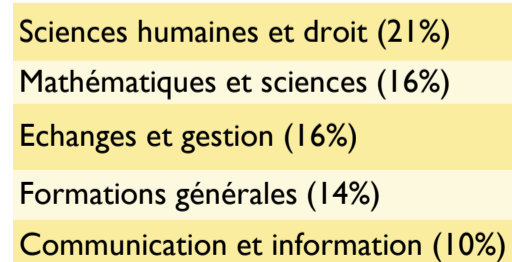 Sciences humaines et droit (21%)
Mathématiques et sciences (16%)
Echanges et gestion (16%)
Formations générales (14%)
Communication et information (10%)